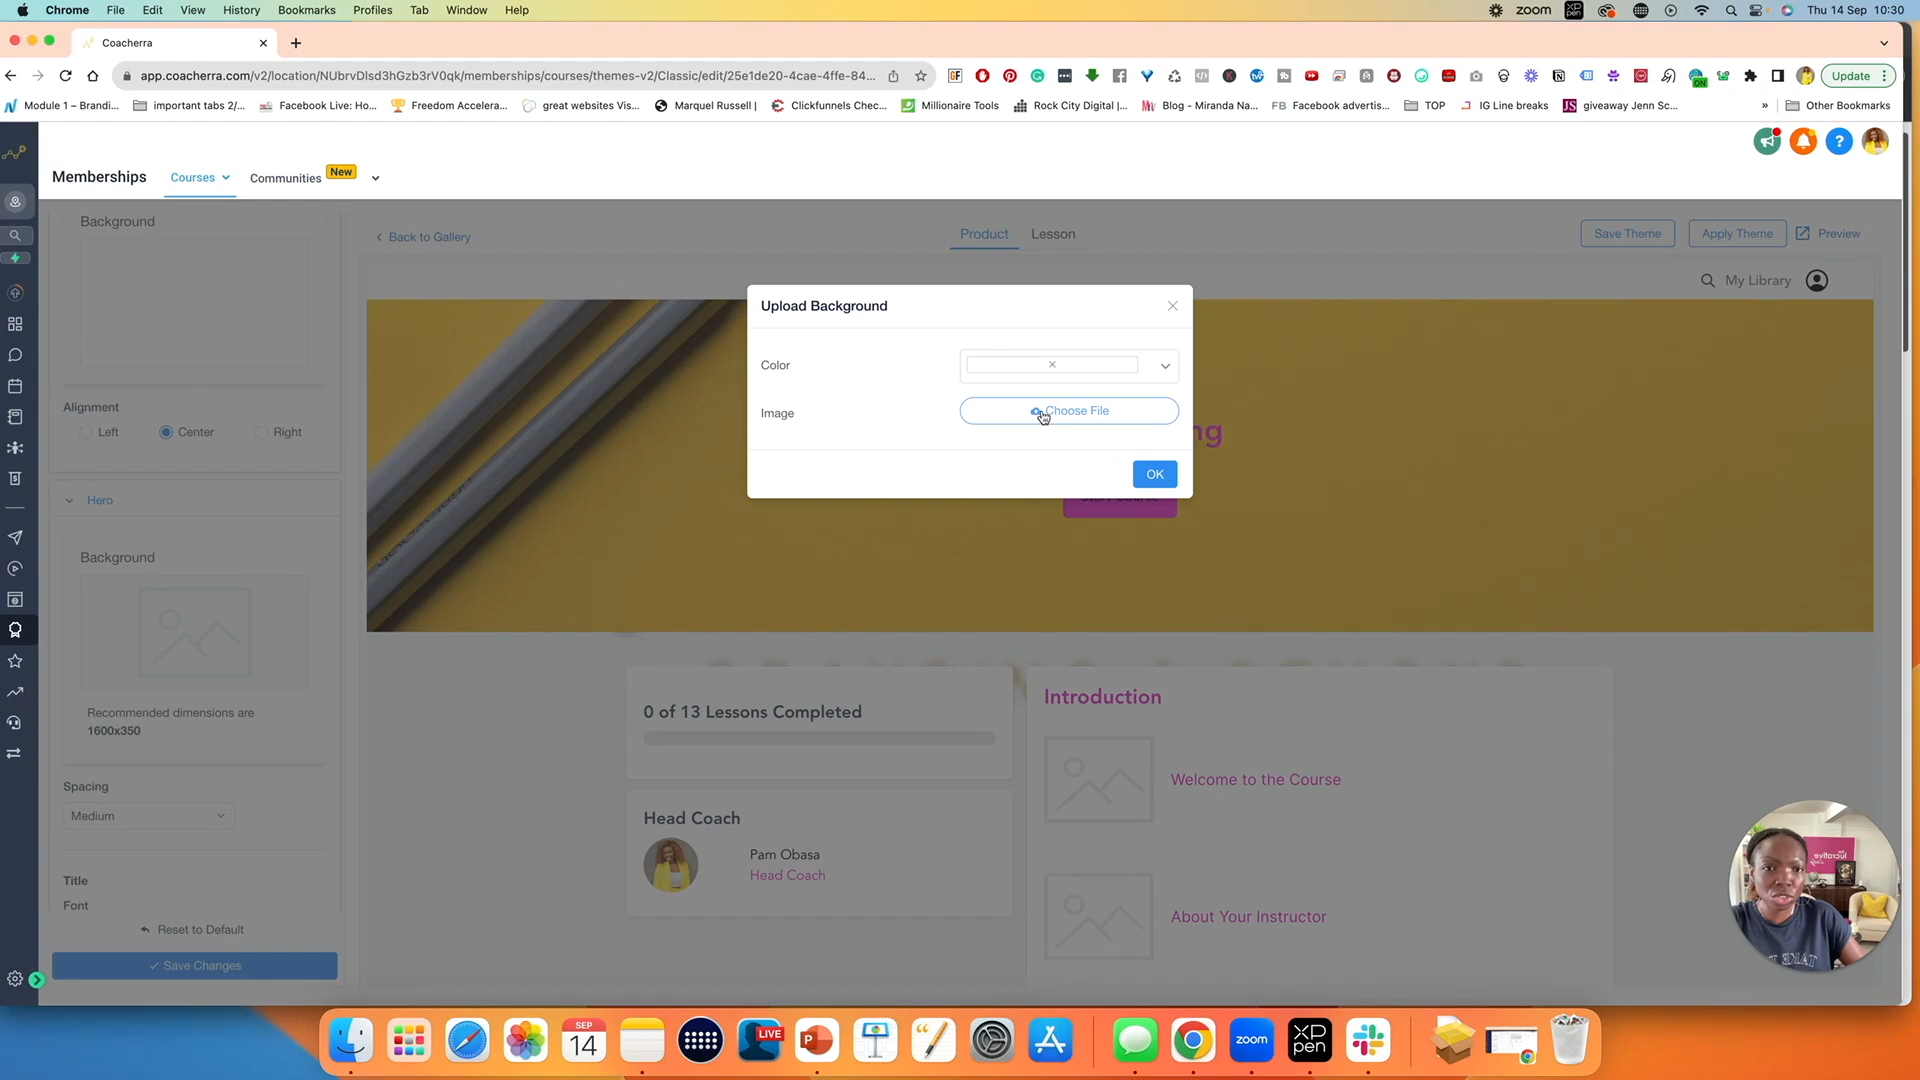 Chrome File Edit View History Bookmarks Profiles Tab Window Help
zoom XP PEN Thu 14 Sep 10:30
Coacherra
app.coacherra.com/v2/location/NUbrvDlsd3hGzb3rV0qk/memberships/courses/themes-v2/Classic/edit/25e1de20-4cae-4ffe-84...
Update
Module 1 – Brandi... important tabs 2/... Facebook Live: Ho... Freedom Accelera... great websites Vis... Marquel Russell | Clickfunnels Chec... Millionaire Tools Rock City Digital |... Blog - Miranda Na... FB Facebook advertis... TOP IG Line breaks JS giveaway Jenn Sc... » Other Bookmarks
Memberships Courses Communities New
Background
Back to Gallery
Product Lesson
Save Theme Apply Theme Preview
My Library
Upload Background
Color
Image Choose File
OK
ng
Start Course
Alignment
Left Center Right
Hero
Background
Recommended dimensions are
1600x350
Spacing
Medium
Title
Font
Reset to Default
Save Changes
0 of 13 Lessons Completed
Head Coach
Pam Obasa
Head Coach
Introduction
Welcome to the Course
About Your Instructor
SEP
14
LIVE
P
zoom
XP
PEN